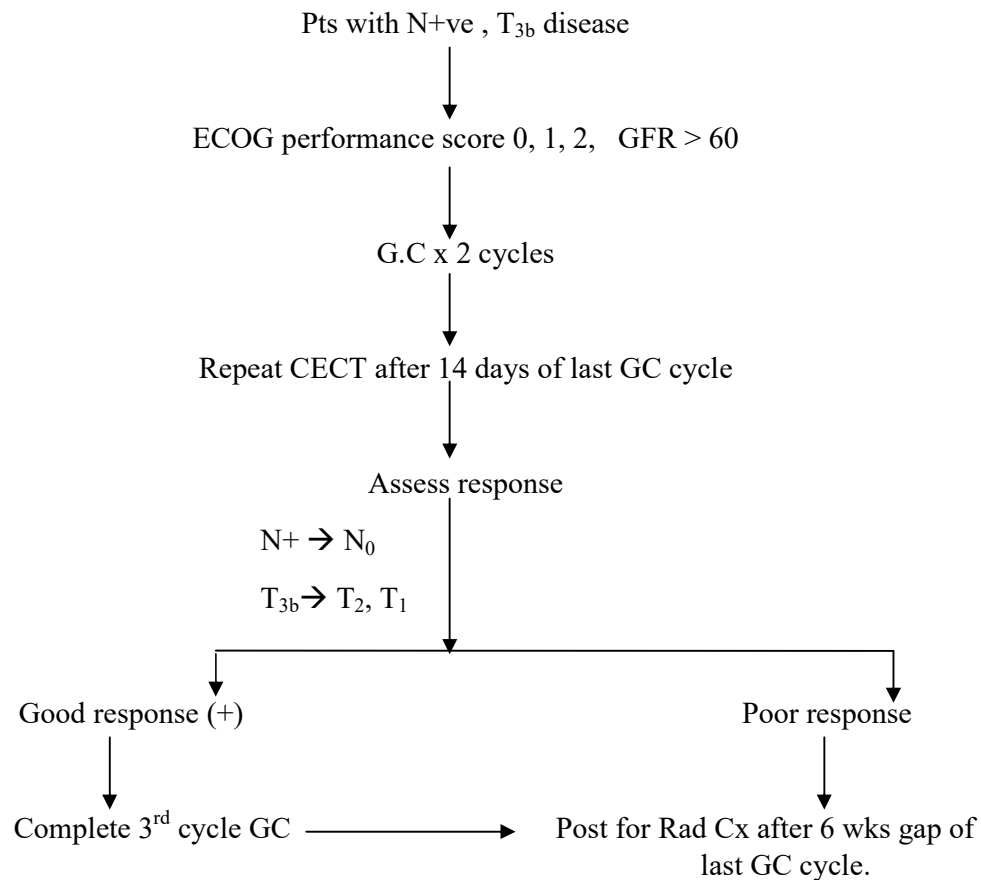 Pts with N+ve , T3b disease
ECOG performance score 0, 1, 2, GFR > 60
G.C x 2 cycles
Repeat CECT after 14 days of last GC cycle
Assess response
N+ → N0
T3b→ T2, T1
Good response (+)
Poor response
Complete 3rd cycle GC
Post for Rad Cx after 6 wks gap of
last GC cycle.